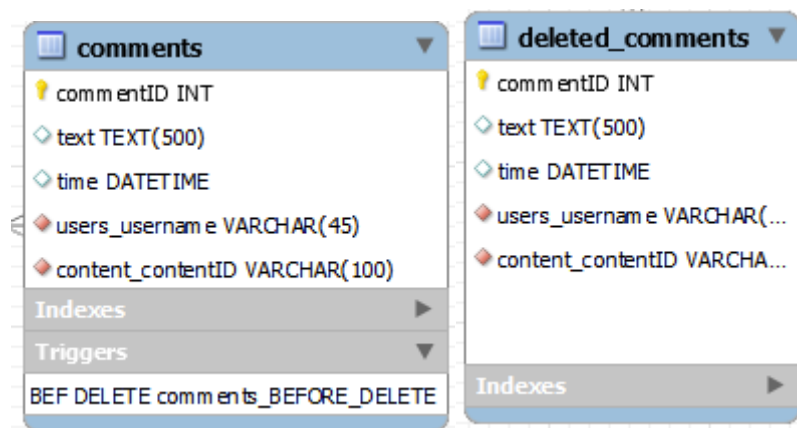 comments
commentID INT
text TEXT(500)
time DATETIME
users_username VARCHAR(45)
content_contentID VARCHAR(100)
Indexes
Triggers
BEF DELETE comments_BEFORE_DELETE
deleted_comments
commentID INT
text TEXT(500)
time DATETIME
users_username VARCHAR(...
content_contentID VARCHA...
Indexes